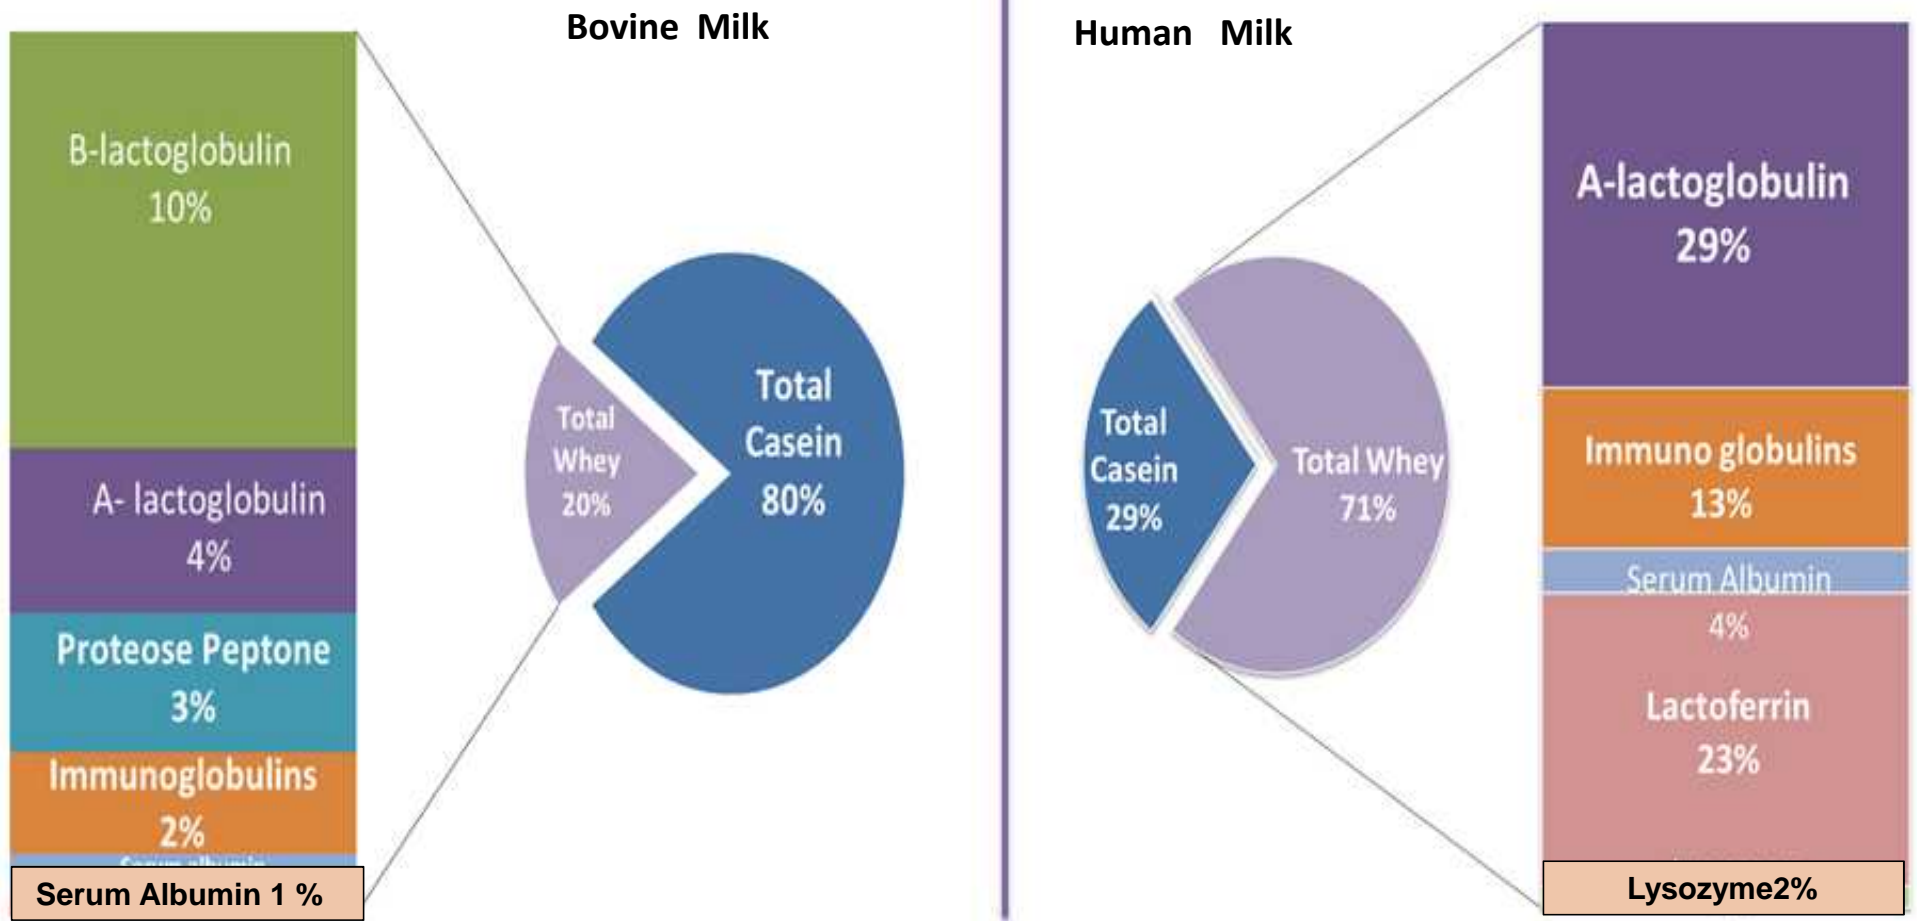 Bovine Milk
B-lactoglobulin
10%
A- lactoglobulin
4%
Proteose Peptone
3%
Immunoglobulins
2%
Serum Albumin 1 %
Total
Whey
20%
Total
Casein
80%
Human Milk
Total
Casein
29%
Total Whey
71%
A-lactoglobulin
29%
Immuno globulins
13%
Serum Albumin
4%
Lactoferrin
23%
Lysozyme2%